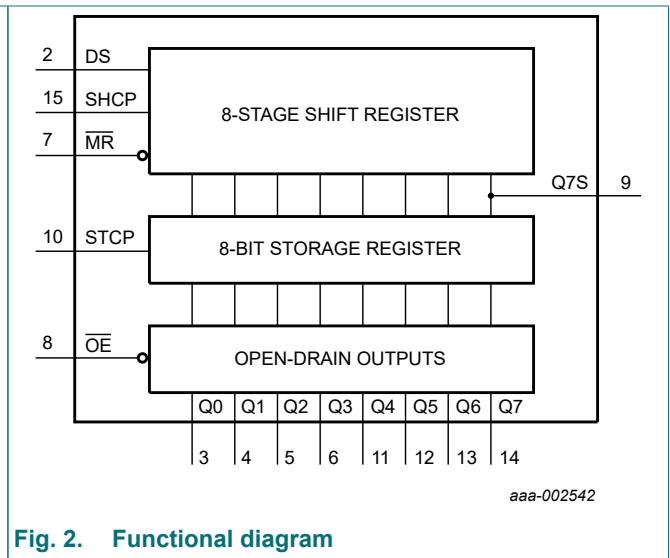 2 DS
15 SHCP
7 MR
8-STAGE SHIFT REGISTER
Q7S 9
10 STCP
8-BIT STORAGE REGISTER
8 OE
OPEN-DRAIN OUTPUTS
Q0 Q1 Q2 Q3 Q4 Q5 Q6 Q7
3 4 5 6 11 12 13 14
aaa-002542
Fig. 2. Functional diagram